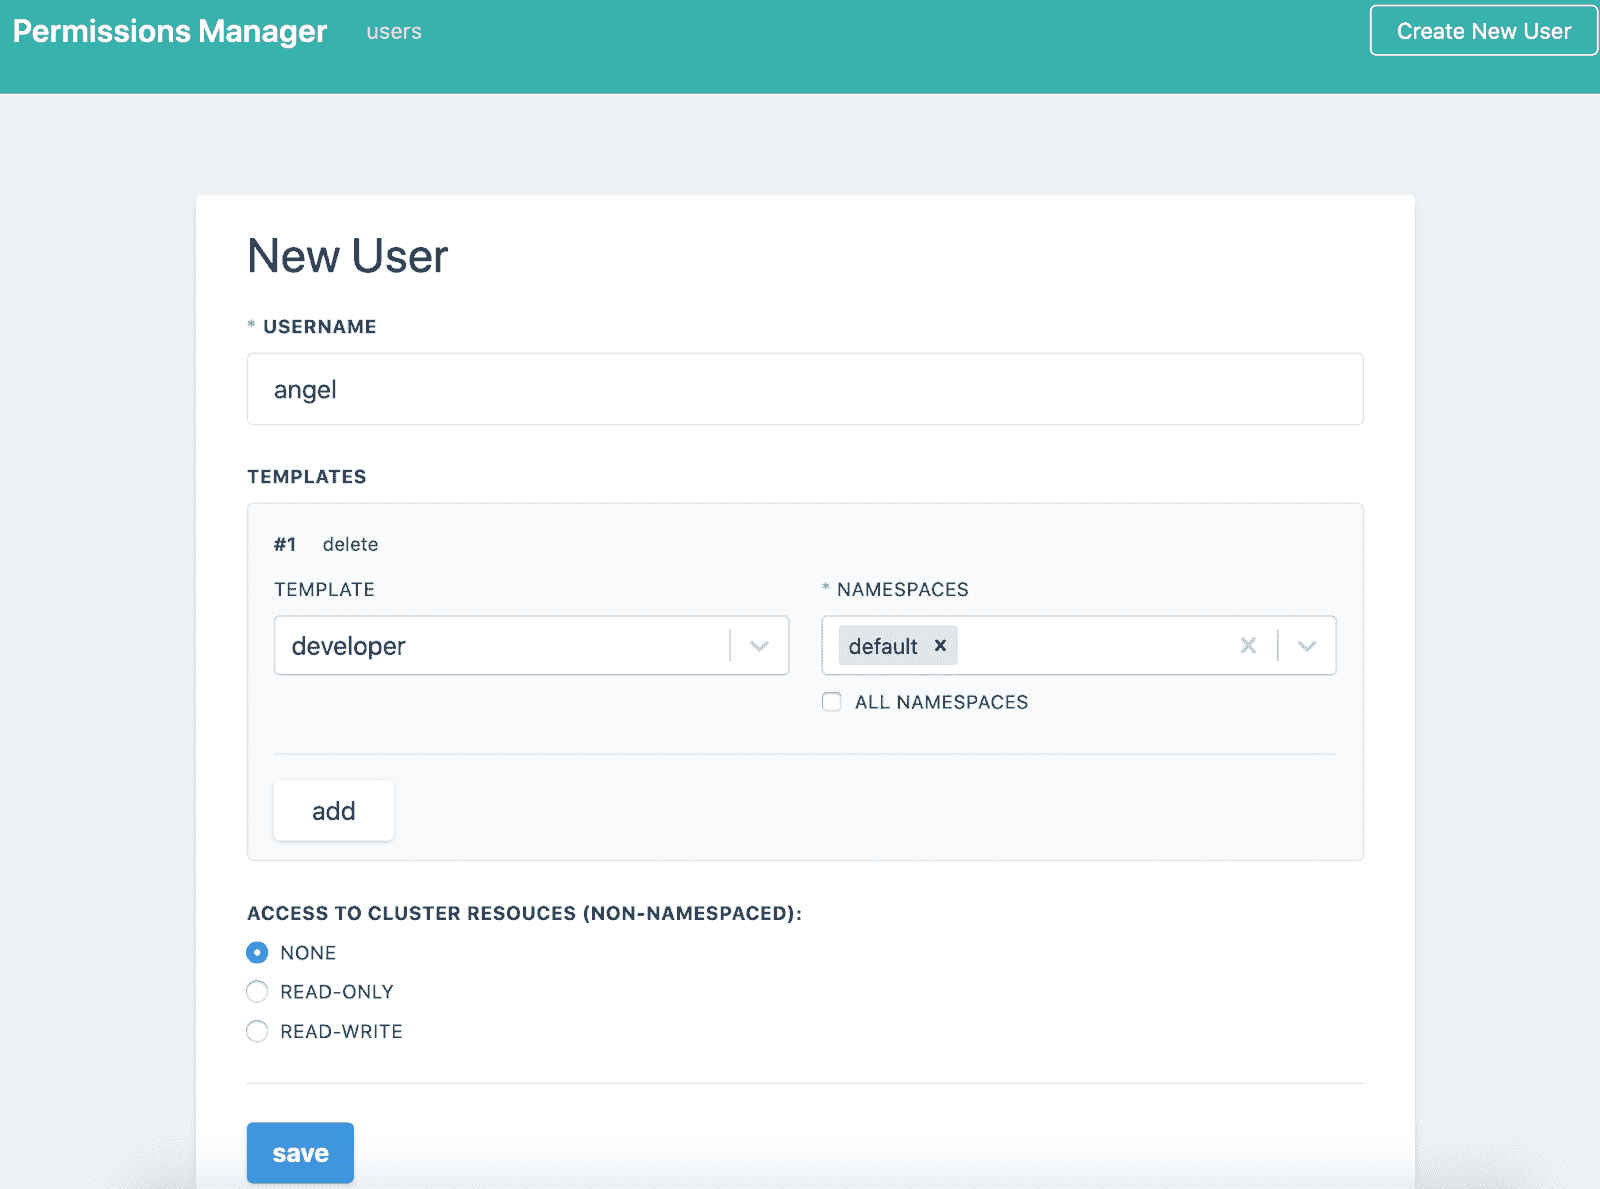 Permissions Manager users Create New User
New User
* USERNAME
angel
TEMPLATES
#1 delete
TEMPLATE * NAMESPACES
developer default ×
ALL NAMESPACES
add
ACCESS TO CLUSTER RESOUCES (NON-NAMESPACED):
NONE
READ-ONLY
READ-WRITE
save